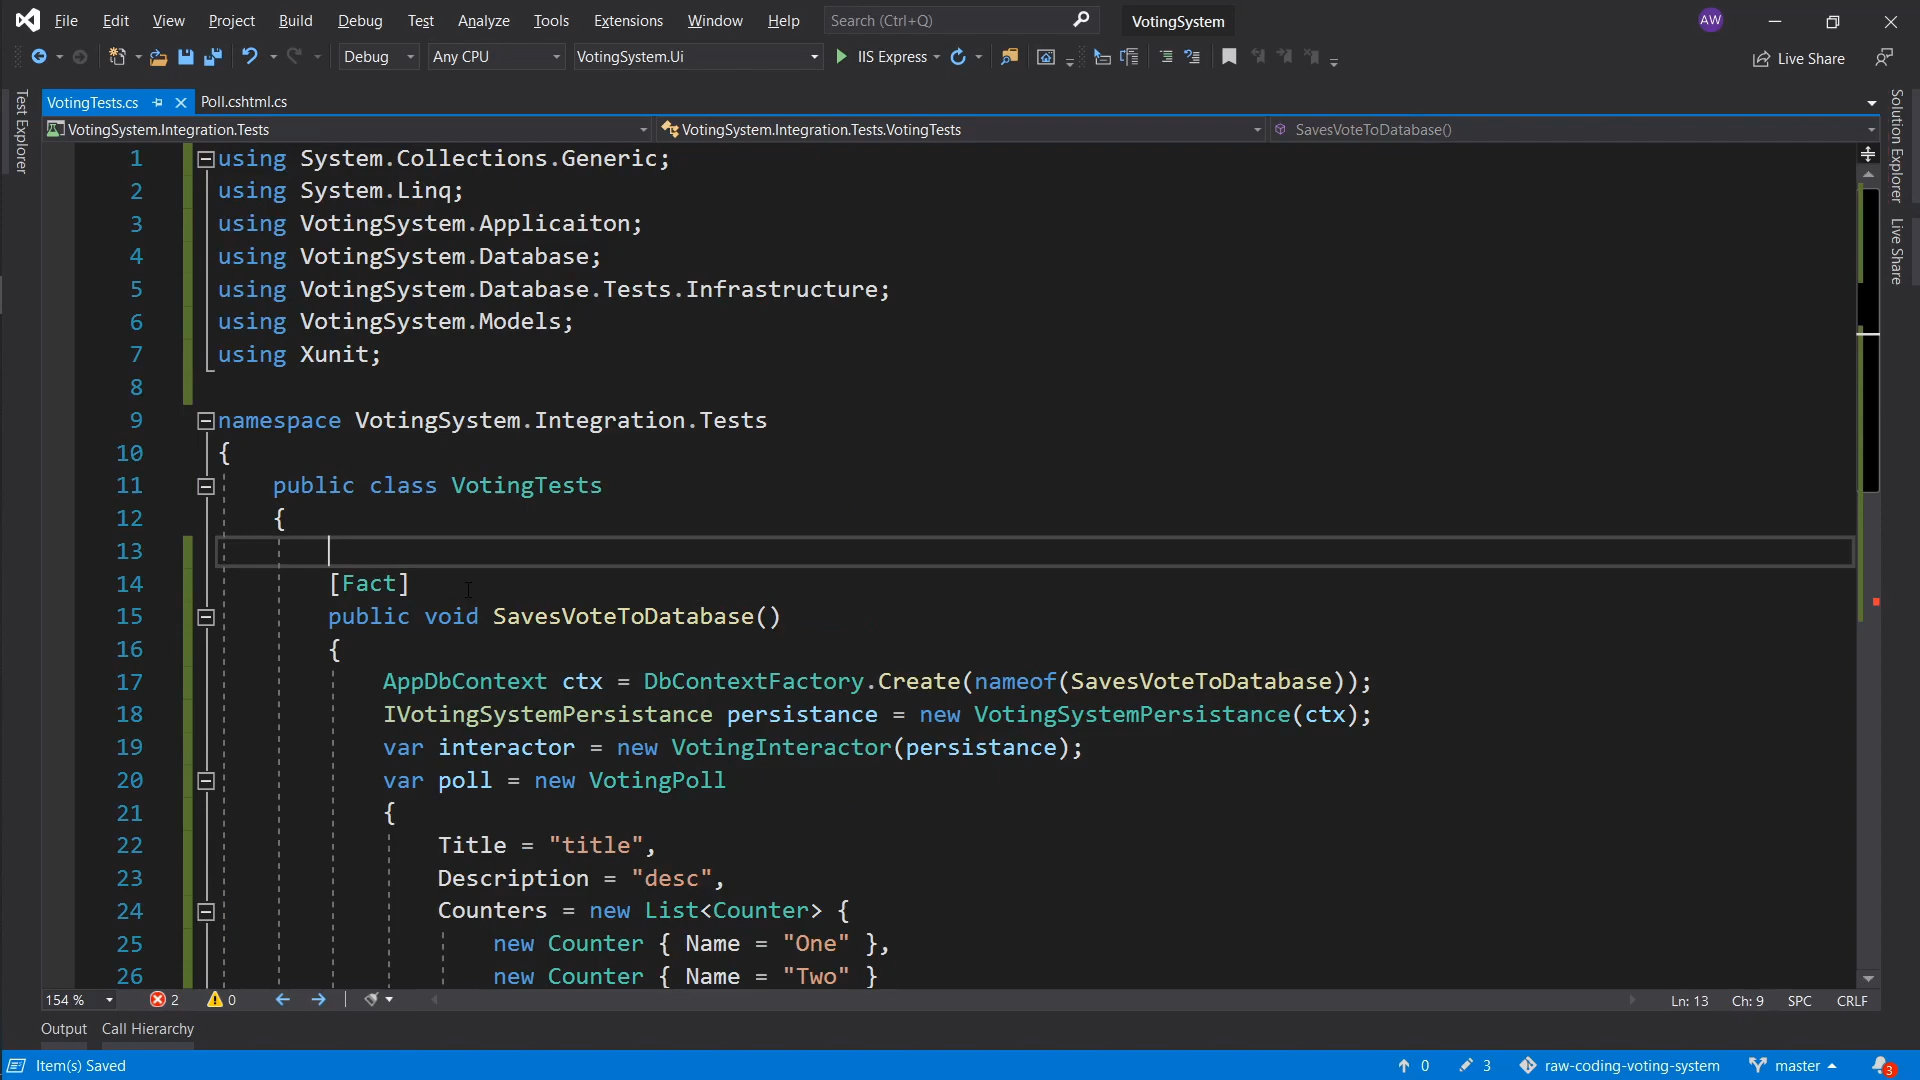 File Edit View Project Build Debug Test Analyze Tools Extensions Window Help Search (Ctrl+Q) VotingSystem AW
Debug Any CPU VotingSystem.Ui IIS Express Live Share
VotingTests.cs Poll.cshtml.cs
VotingSystem.Integration.Tests VotingSystem.Integration.Tests.VotingTests SavesVoteToDatabase()
Test Explorer
Solution Explorer
Live Share
1 using System.Collections.Generic;
2 using System.Linq;
3 using VotingSystem.Applicaiton;
4 using VotingSystem.Database;
5 using VotingSystem.Database.Tests.Infrastructure;
6 using VotingSystem.Models;
7 using Xunit;
8
9 namespace VotingSystem.Integration.Tests
10 {
11 public class VotingTests
12 {
13
14 [Fact]
15 public void SavesVoteToDatabase()
16 {
17 AppDbContext ctx = DbContextFactory.Create(nameof(SavesVoteToDatabase));
18 IVotingSystemPersistance persistance = new VotingSystemPersistance(ctx);
19 var interactor = new VotingInteractor(persistance);
20 var poll = new VotingPoll
21 {
22 Title = "title",
23 Description = "desc",
24 Counters = new List<Counter> {
25 new Counter { Name = "One" },
26 new Counter { Name = "Two" }
154 % 2 0 Ln: 13 Ch: 9 SPC CRLF
Output Call Hierarchy
Item(s) Saved 0 3 raw-coding-voting-system master 3